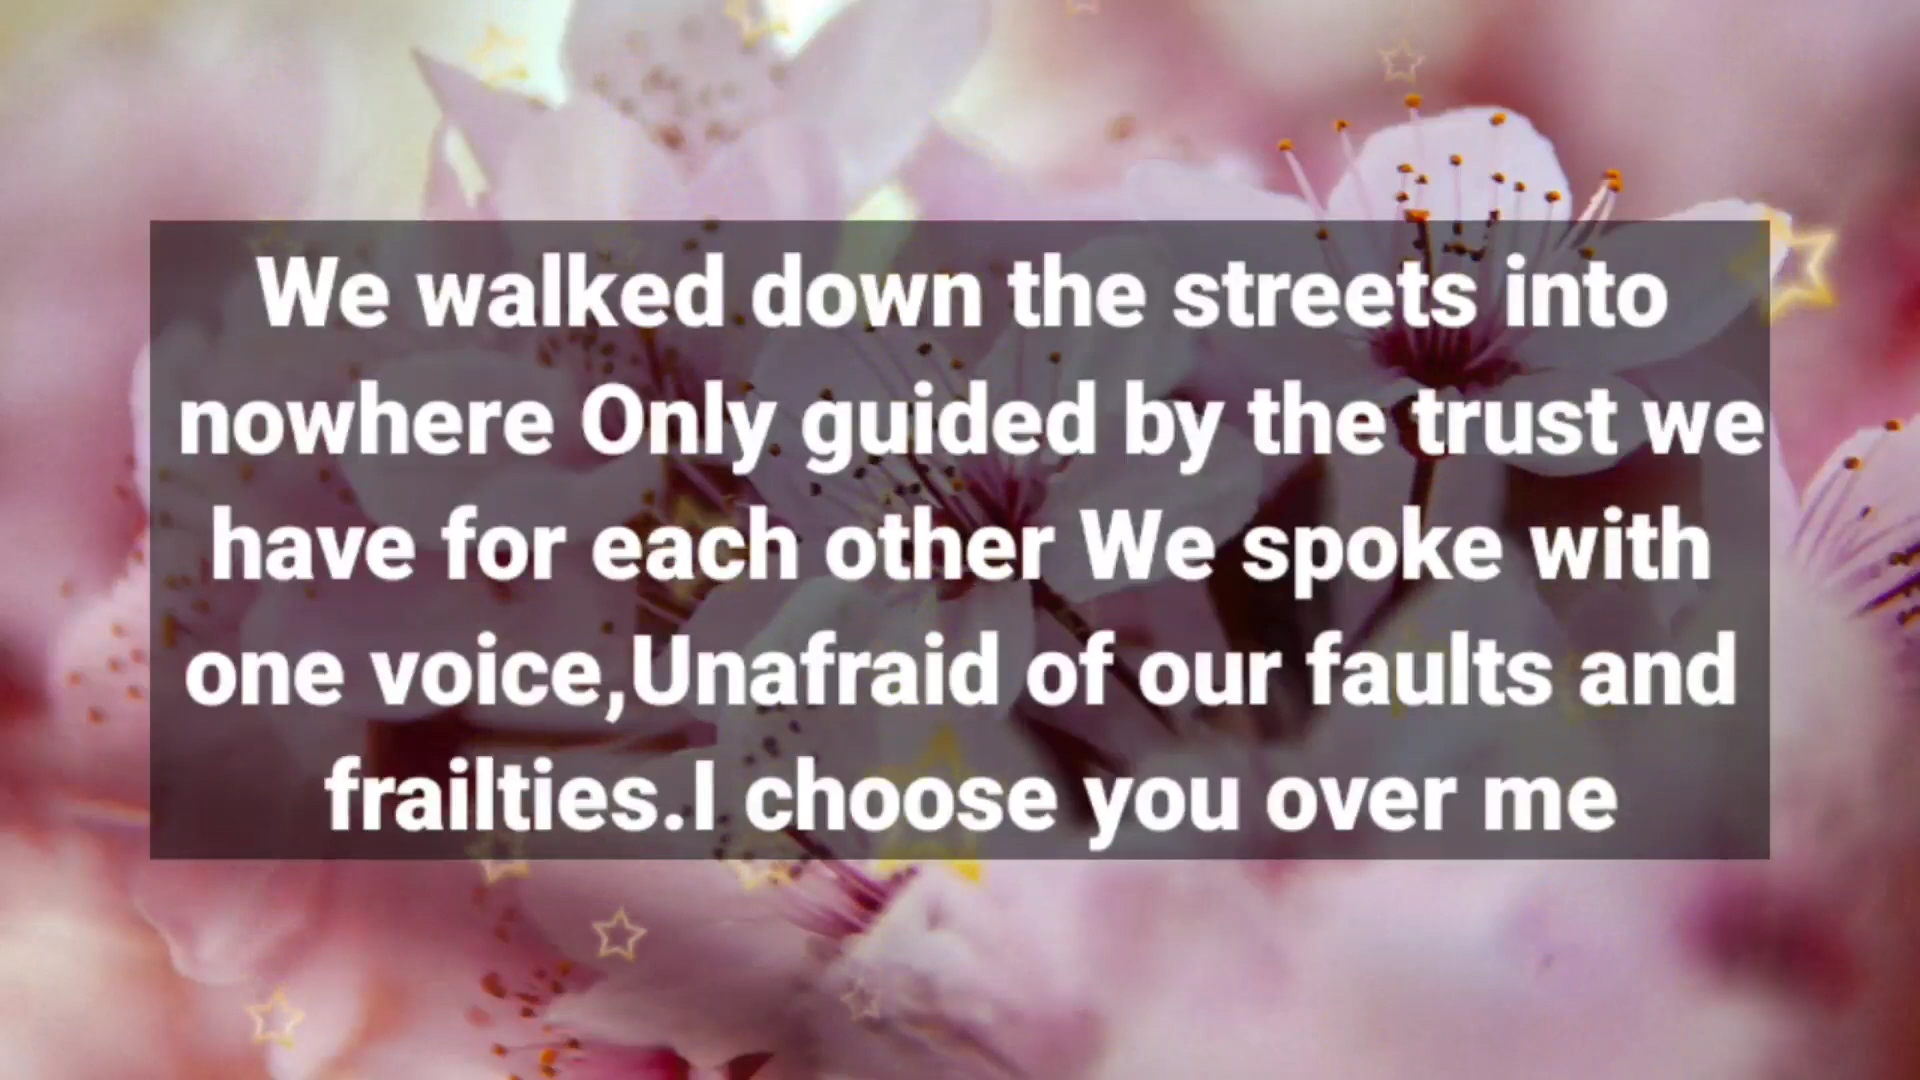 We walked down the streets into
nowhere Only guided by the trust we
have for each other We spoke with
one voice,Unafraid of our faults and
frailties.I choose you over me